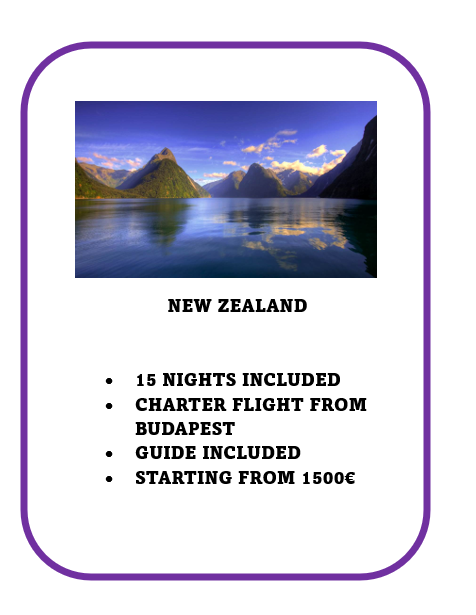 NEW ZEALAND
• 15 NIGHTS INCLUDED
• CHARTER FLIGHT FROM
BUDAPEST
• GUIDE INCLUDED
• STARTING FROM 1500€